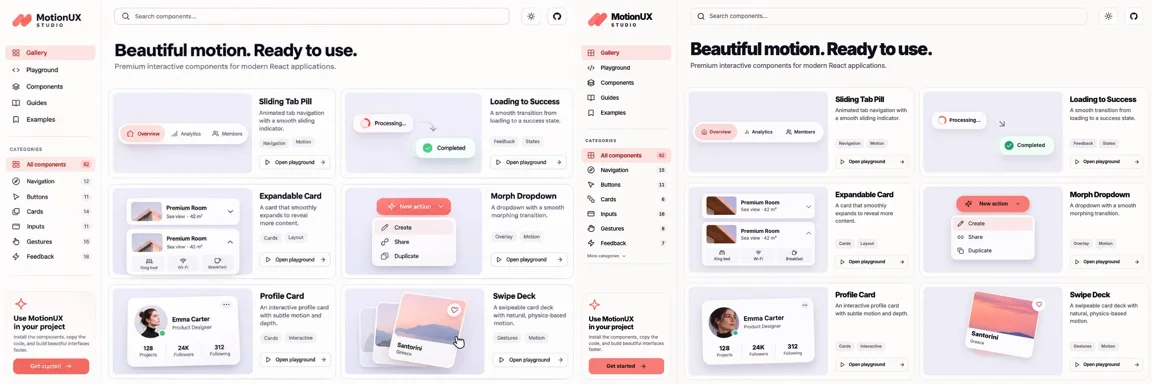 MotionUX
STUDIO
Gallery
Playground
Components
Guides
Examples
CATEGORIES
All components 52
Navigation 12
Buttons 11
Cards 14
Inputs 11
Gestures 10
Feedback 18
Use MotionUX
in your project
Install the components, copy the
code, and build beautiful interfaces
faster.
Get started
Search components...
Beautiful motion. Ready to use.
Premium interactive components for modern React applications.
Overview Analytics Members
Sliding Tab Pill
Animated tab navigation
with a smooth sliding
indicator.
Navigation Motion
Open playground
Processing...
Completed
Loading to Success
A smooth transition from
loading to a success state.
Feedback States
Open playground
Premium Room
Sea view · 42 m²
Premium Room
Sea view · 42 m²
King bed Wi-Fi Breakfast
Expandable Card
A card that smoothly
expands to reveal
more content.
Cards Layout
Open playground
New action
Create
Share
Duplicate
Morph Dropdown
A dropdown with a smooth
morphing transition.
Overlay Motion
Open playground
Emma Carter
Product Designer
128 24K 312
Projects Followers Following
Profile Card
An interactive profile card
with subtle motion and
depth.
Cards Interactive
Open playground
Santorini
Greece
Swipe Deck
A swipeable card deck
with natural, physics-based
motion.
Gestures Motion
Open playground
MotionUX
STUDIO
Gallery
Playground
Components
Guides
Examples
CATEGORIES
All components 62
Navigation 15
Buttons 11
Cards 6
Inputs 16
Gestures 8
Feedback 7
More categories
Use MotionUX
in your project
Install the components, copy the
code, and build beautiful interfaces
faster.
Get started
Search components...
Beautiful motion. Ready to use.
Premium interactive components for modern React applications.
Overview Analytics Members
Sliding Tab Pill
Animated tab navigation with
a smooth sliding indicator.
Navigation Motion
Open playground
Processing...
Completed
Loading to Success
A smooth transition from
loading to a success state.
Feedback States
Open playground
Premium Room
Sea view · 42 m²
Premium Room
Sea view · 42 m²
King bed Wi-Fi Breakfast
Expandable Card
A card that smoothly
expands to reveal more
content.
Cards Layout
Open playground
New action
Create
Share
Duplicate
Morph Dropdown
A dropdown with a smooth
morphing transition.
Overlay Motion
Open playground
Emma Carter
Product Designer
128 24K 312
Projects Followers Following
Profile Card
An interactive profile card
with subtle motion and depth.
Cards Interactive
Open playground
Santorini
Greece
Swipe Deck
A swipeable card deck with
natural, physics-based
motion.
Gestures Motion
Open playground